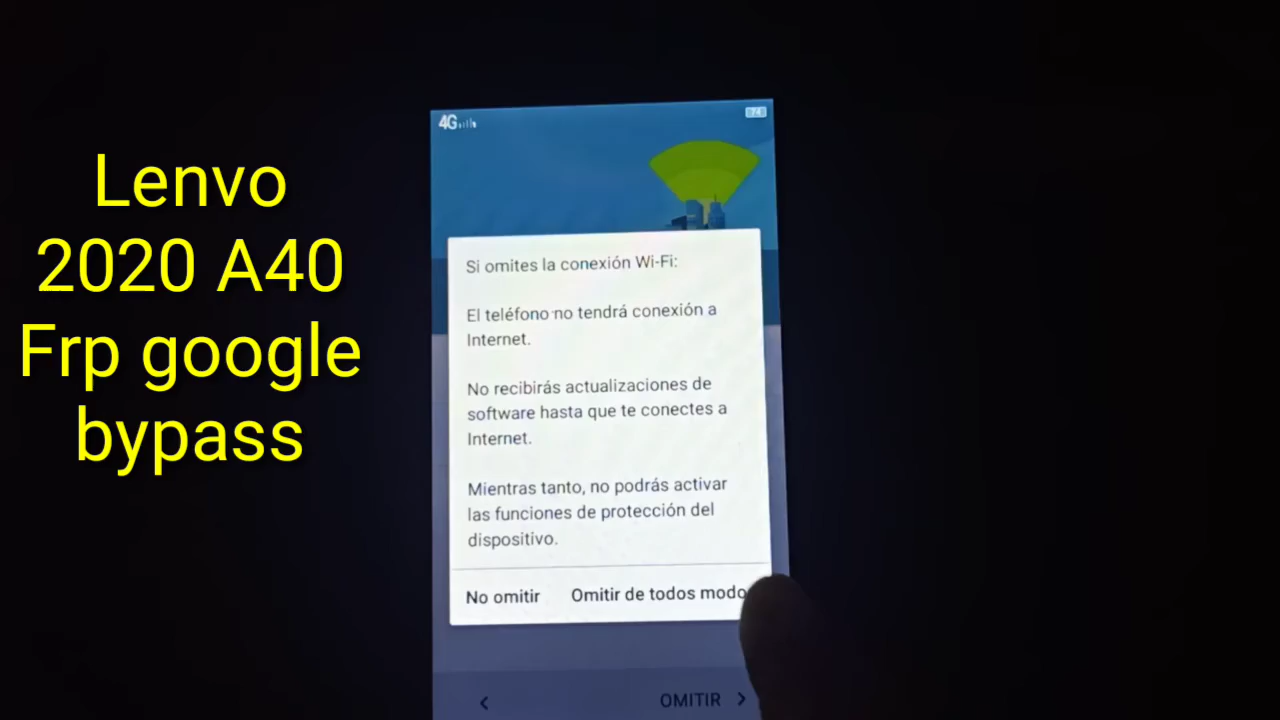 Lenvo
2020 A40
Frp google
bypass
4G
74
Si omites la conexión Wi-Fi:
El teléfono no tendrá conexión a
Internet.
No recibirás actualizaciones de
software hasta que te conectes a
Internet.
Mientras tanto, no podrás activar
las funciones de protección del
dispositivo.
No omitir
Omitir de todos modo
OMITIR